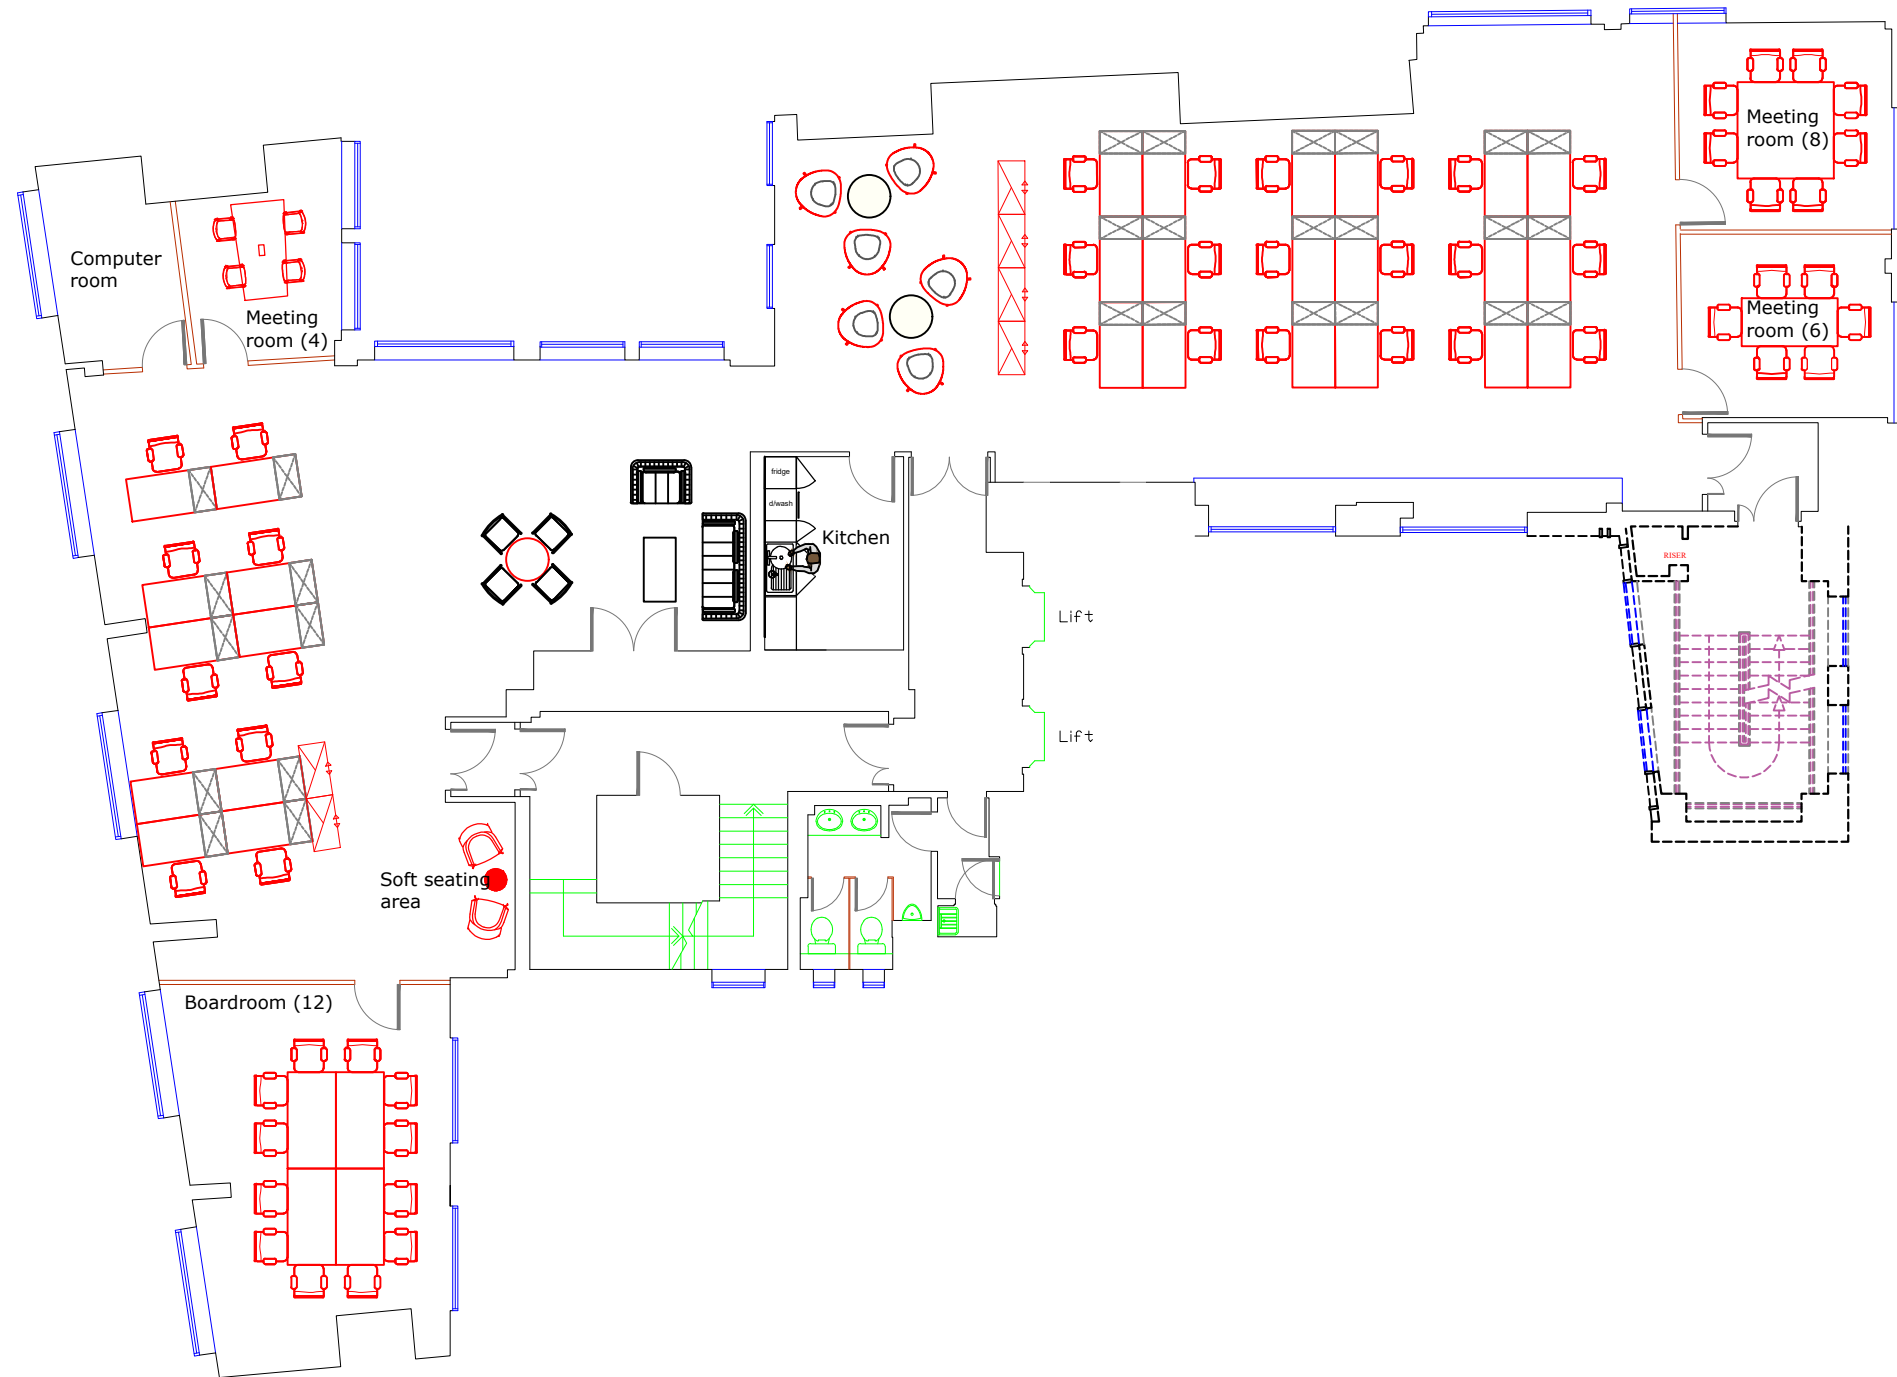 Meeting
room (8)
Computer
room
Meeting
room (4)
Meeting
room (6)
fridge
d/wash
Kitchen
RISER
Lift
Lift
Soft seating
area
Boardroom (12)